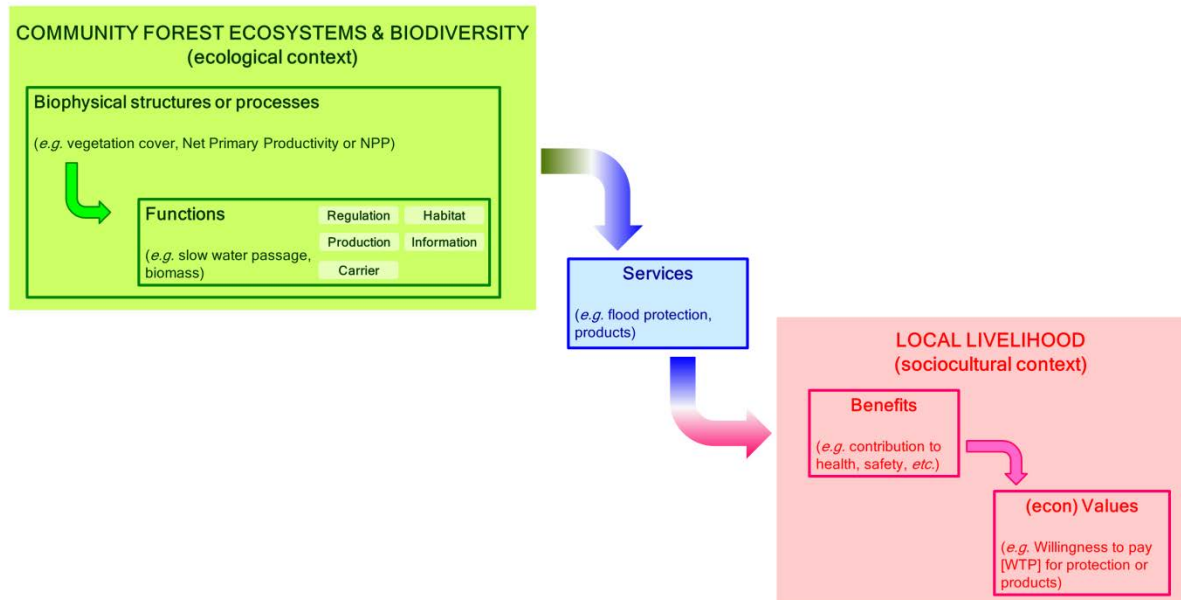 COMMUNITY FOREST ECOSYSTEMS & BIODIVERSITY
(ecological context)
Biophysical structures or processes
(e.g. vegetation cover, Net Primary Productivity or NPP)
Functions
(e.g. slow water passage,
biomass)
Regulation
Habitat
Production
Information
Carrier
Services
(e.g. flood protection,
products)
LOCAL LIVELIHOOD
(sociocultural context)
Benefits
(e.g. contribution to
health, safety, etc.)
(econ) Values
(e.g. Willingness to pay
[WTP] for protection or
products)